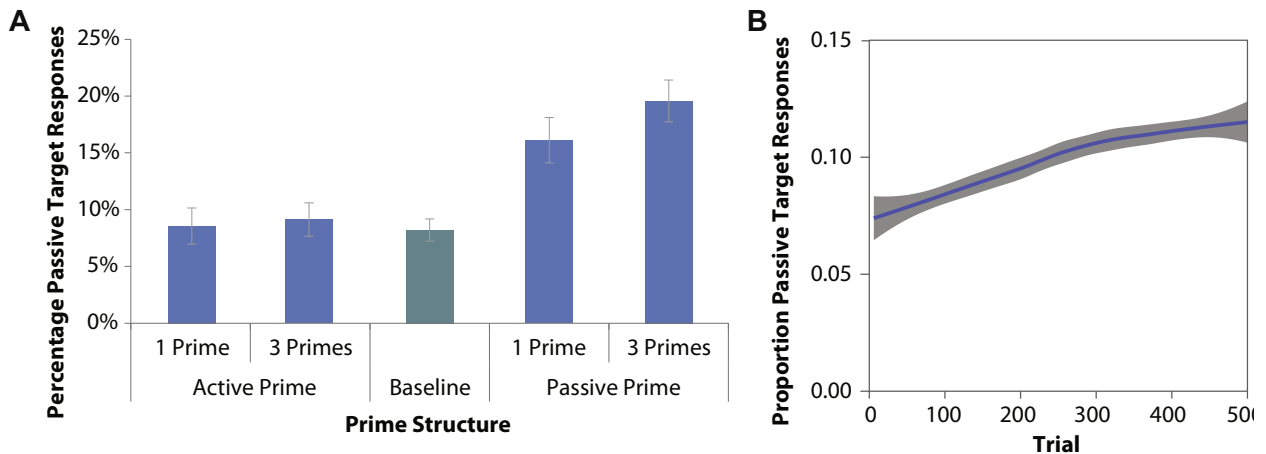 A
Percentage Passive Target Responses
25%
20%
15%
10%
5%
0%
1 Prime 3 Primes 1 Prime 3 Primes
Active Prime Baseline Passive Prime
Prime Structure
B
Proportion Passive Target Responses
0.15
0.10
0.05
0.00
0 100 200 300 400 50
Trial